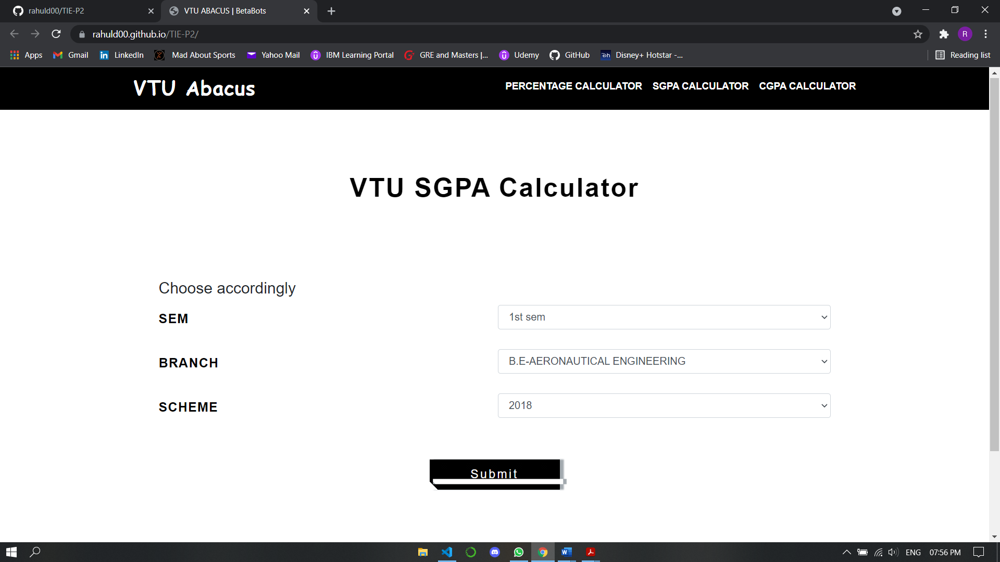 rahuld00/TIE-P2
VTU ABACUS | BetaBots
rahuld00.github.io/TIE-P2/
R
Apps
Gmail
LinkedIn
Mad About Sports
Yahoo Mail
IBM Learning Portal
GRE and Masters |...
Udemy
GitHub
Disney+ Hotstar -...
Reading list
VTU Abacus
PERCENTAGE CALCULATOR
SGPA CALCULATOR
CGPA CALCULATOR
VTU SGPA Calculator
Choose accordingly
SEM
1st sem
BRANCH
B.E-AERONAUTICAL ENGINEERING
SCHEME
2018
Submit
ENG
07:56 PM